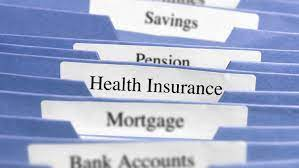 Savings
Pension
Health Insurance
Mortgage
Bank Accounts